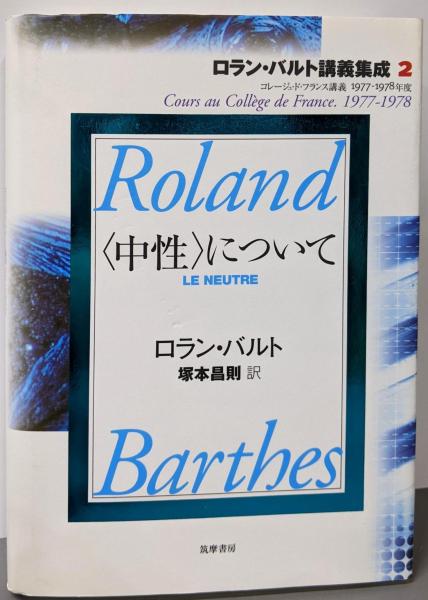 ロラン・バルト講義集成 2
コレージュ・ド・フランス講義 1977-1978年度
Cours au Collège de France. 1977-1978
Roland
〈中性〉について
LE NEUTRE
ロラン・バルト
塚本昌則 訳
Barthes
筑摩書房